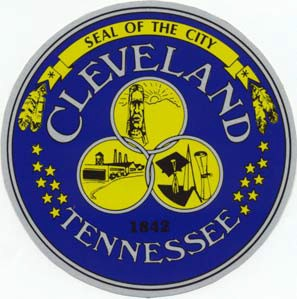 SEAL OF THE CITY
CLEVELAND
1842
TENNESSEE